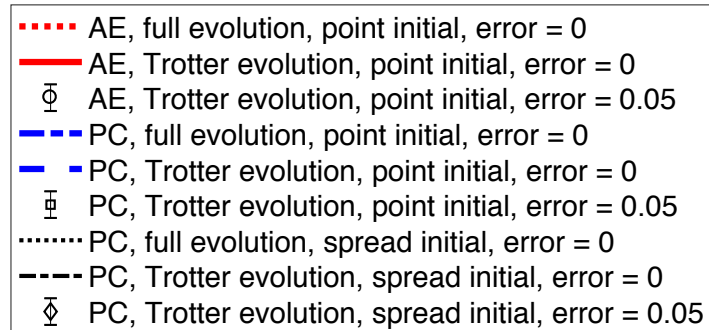 AE, full evolution, point initial, error = 0
AE, Trotter evolution, point initial, error = 0
AE, Trotter evolution, point initial, error = 0.05
PC, full evolution, point initial, error = 0
PC, Trotter evolution, point initial, error = 0
PC, Trotter evolution, point initial, error = 0.05
PC, full evolution, spread initial, error = 0
PC, Trotter evolution, spread initial, error = 0
PC, Trotter evolution, spread initial, error = 0.05